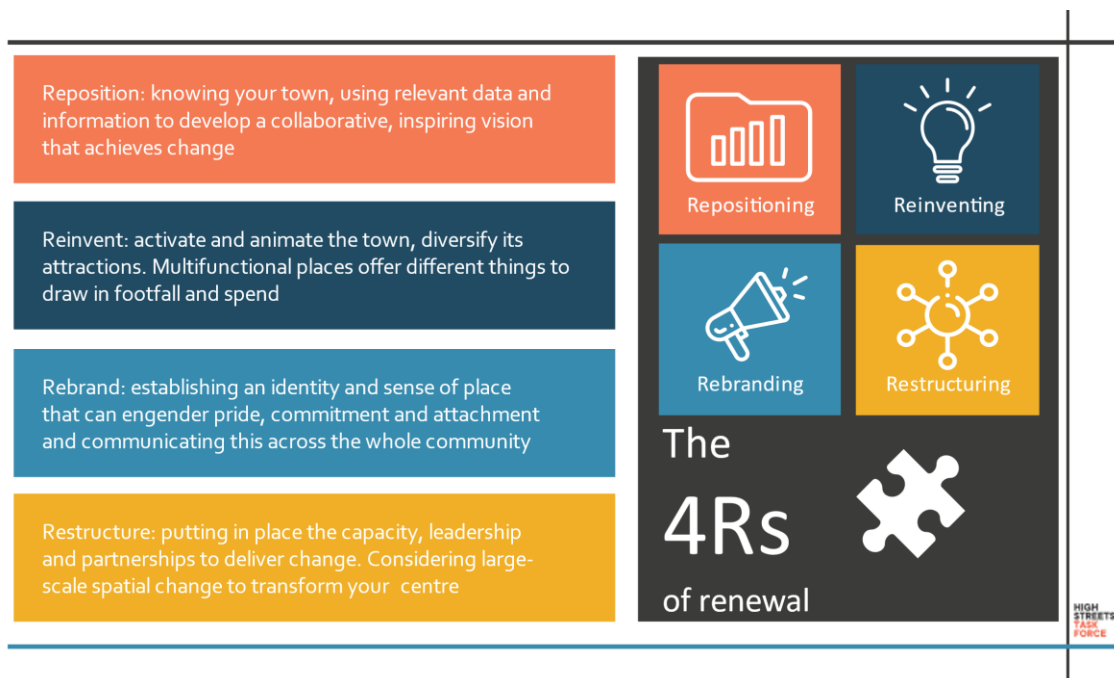 Reposition: knowing your town, using relevant data and
information to develop a collaborative, inspiring vision
that achieves change
Reinvent: activate and animate the town, diversify its
attractions. Multifunctional places offer different things to
draw in footfall and spend
Rebrand: establishing an identity and sense of place
that can engender pride, commitment and attachment
and communicating this across the whole community
Restructure: putting in place the capacity, leadership
and partnerships to deliver change. Considering large-
scale spatial change to transform your centre
Repositioning
Reinventing
Rebranding
Restructuring
The
4Rs
of renewal
HIGH
STREETS
TASK
FORCE